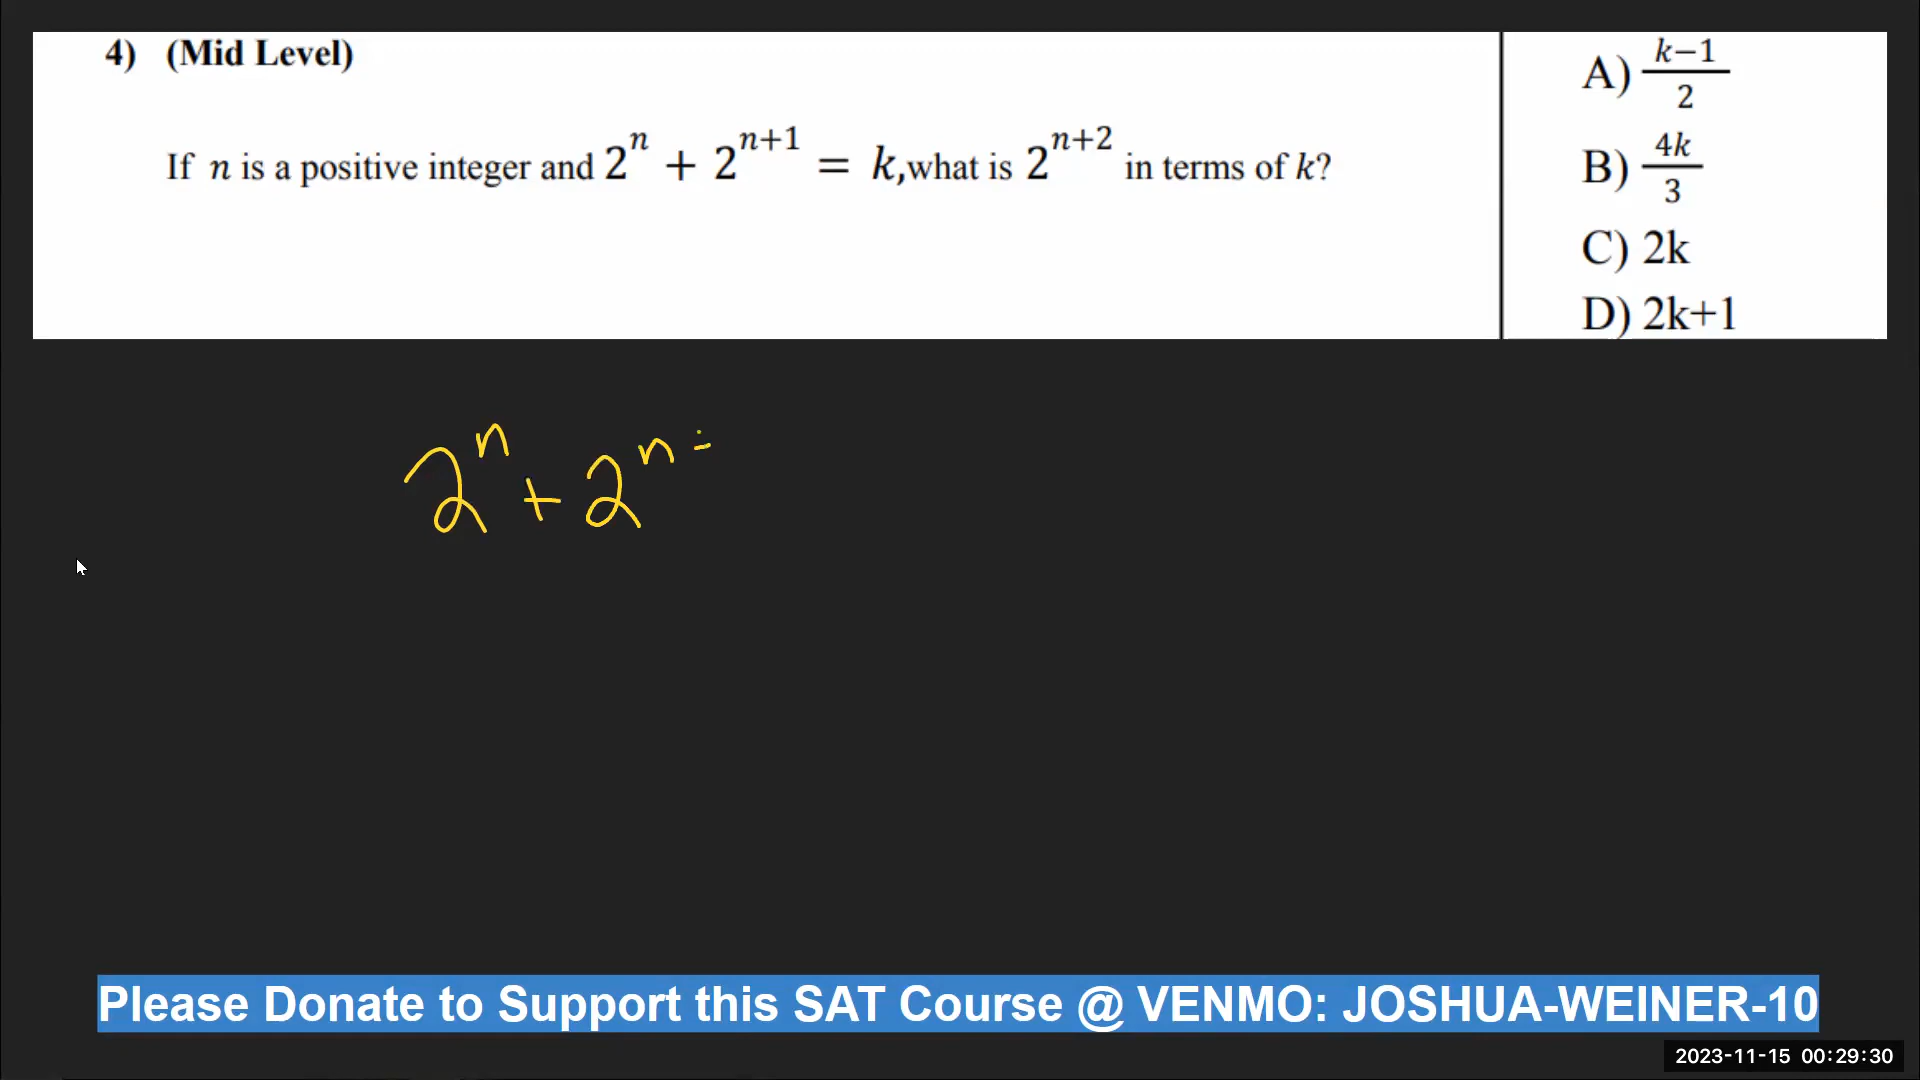 4) (Mid Level)
If n is a positive integer and 2^n + 2^{n+1} = k,what is 2^{n+2} in terms of k?
A) \frac{k−1}{2}
B) \frac{4k}{3}
C) 2k
D) 2k+1
2^n + 2^n
Please Donate to Support this SAT Course @ VENMO: JOSHUA-WEINER-10
2023-11-15 00:29:30